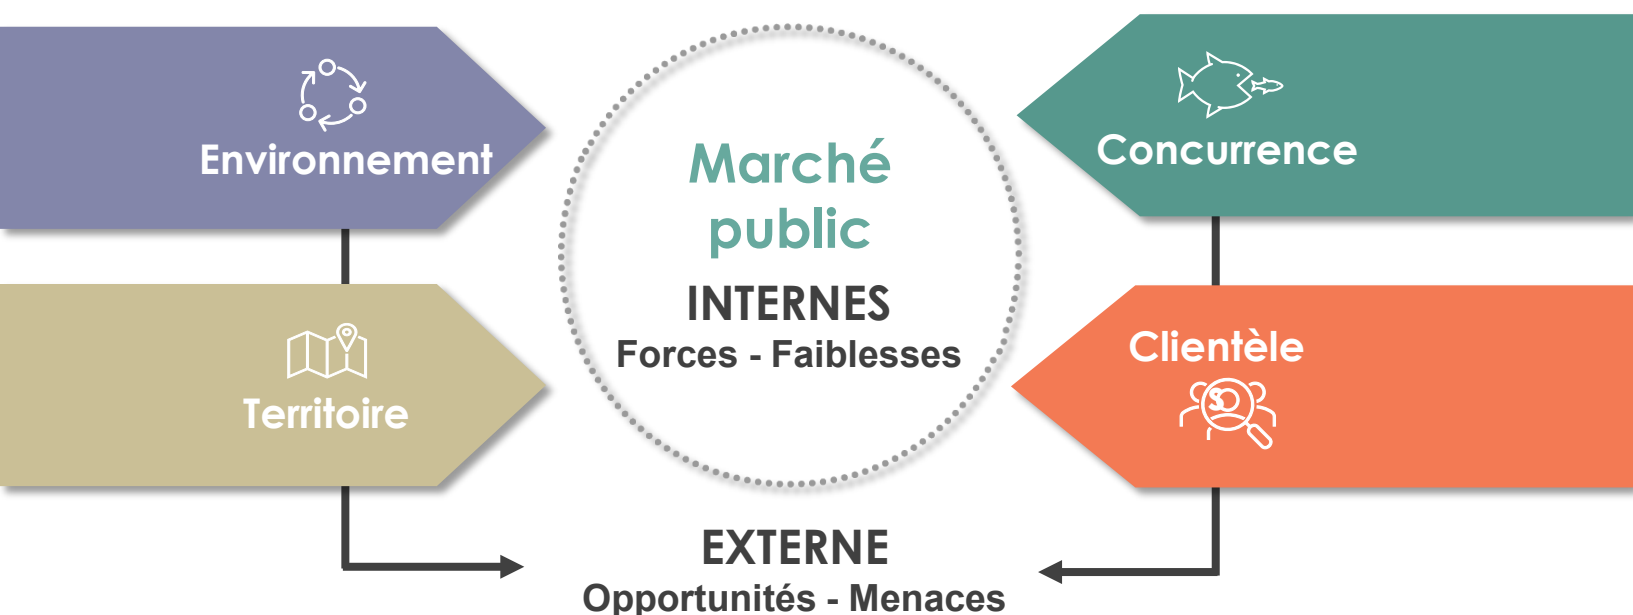 Environnement
Territoire
Marché
public
INTERNES
Forces - Faiblesses
EXTERNE
Opportunités - Menaces
Concurrence
Clientèle
S